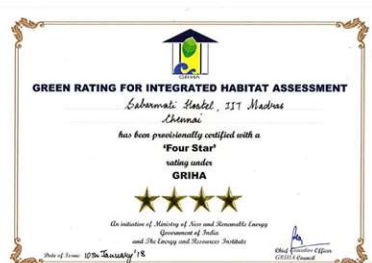 GRIHA
GREEN RATING FOR INTEGRATED HABITAT ASSESSMENT
Sabarmati Hostel, IIT Madras
Chennai
has been provisionally certified with a
'Four Star'
rating under
GRIHA
An initiative of Ministry of New and Renewable Energy
Government of India
and The Energy and Resources Institute
Date of Issue: 10th January '18
Chief Executive Officer
GRIHA Council